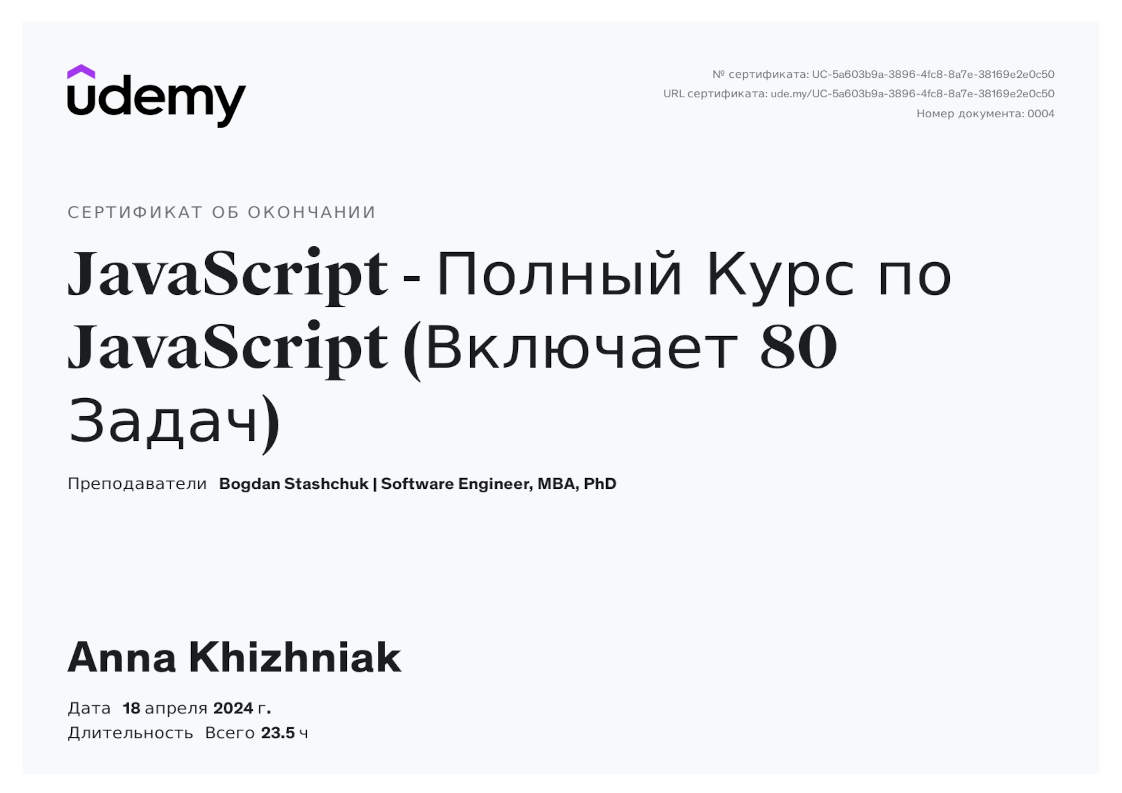 udemy
№ сертификата: UC-5a603b9a-3896-4fc8-8a7e-38169e2e0c50
URL сертификата: ude.my/UC-5a603b9a-3896-4fc8-8a7e-38169e2e0c50
Номер документа: 0004
СЕРТИФИКАТ ОБ ОКОНЧАНИИ
JavaScript - Полный Курс по
JavaScript (Включает 80
Задач)
Преподаватели Bogdan Stashchuk | Software Engineer, MBA, PhD
Anna Khizhniak
Дата 18 апреля 2024 г.
Длительность Всего 23.5 ч